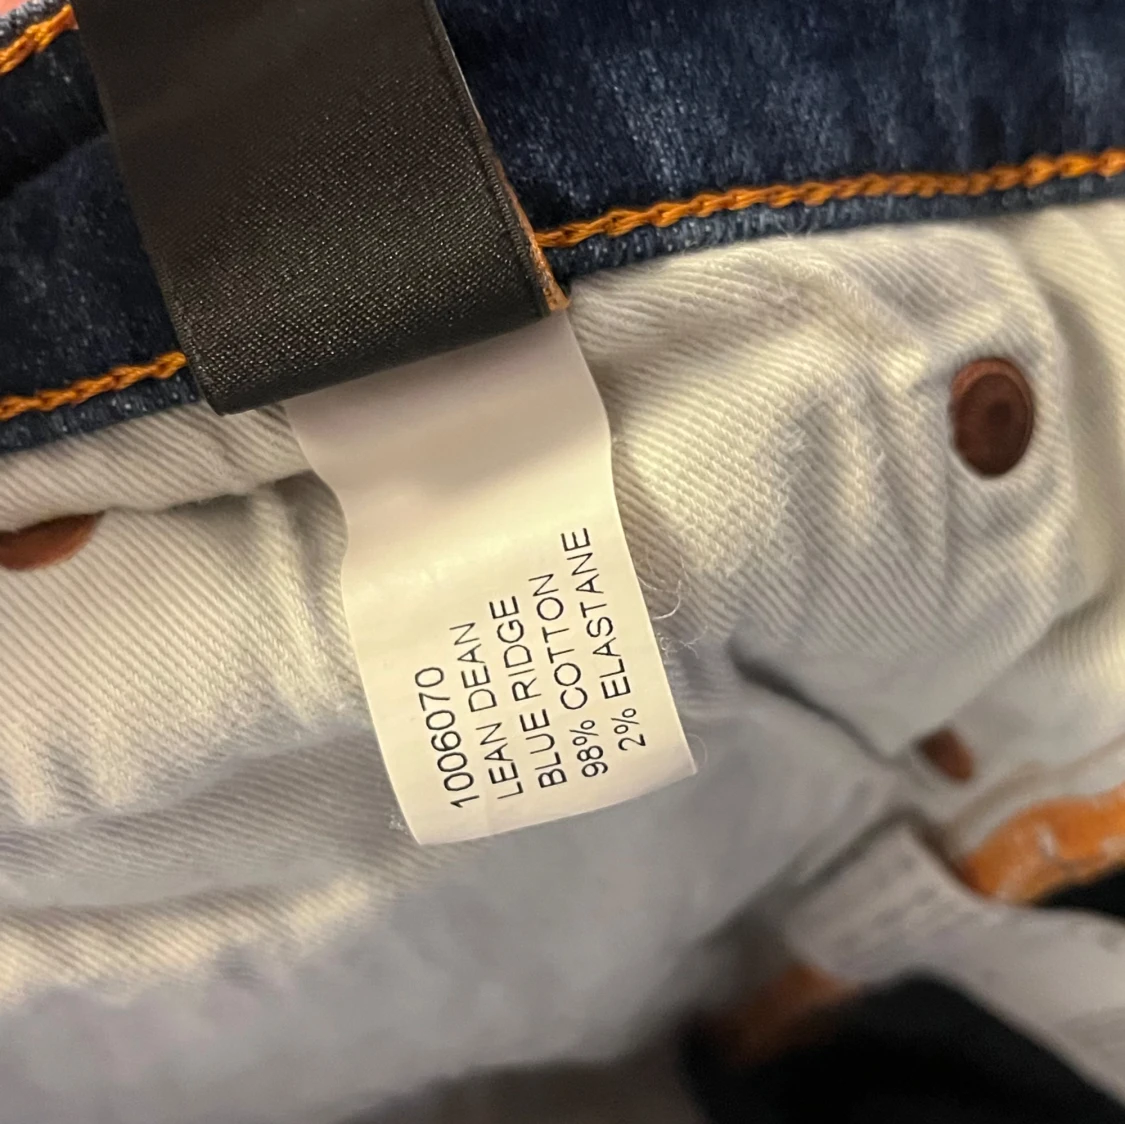 1006070
LEAN DEAN
BLUE RIDGE
98% COTTON
2% ELASTANE